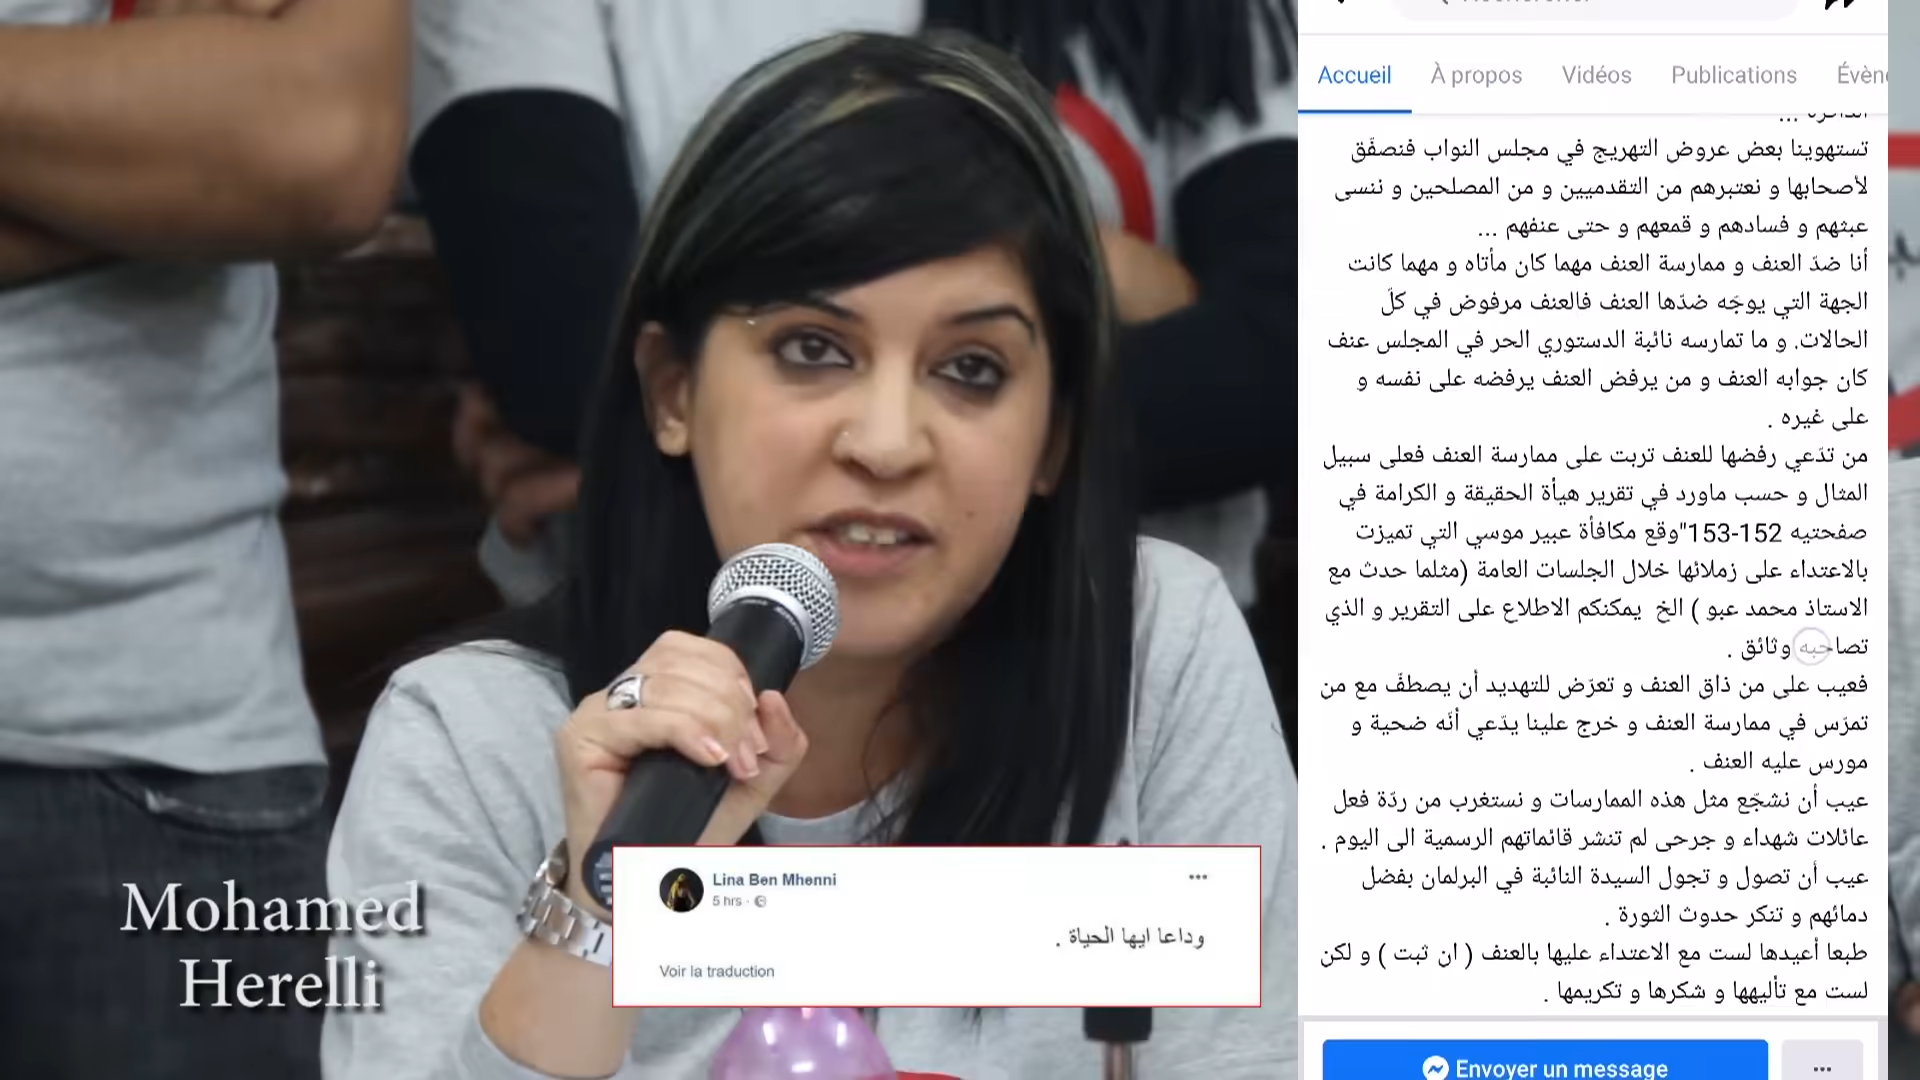 Accueil
À propos
Vidéos
Publications
تستهوينا بعض عروض التهريج في مجلس النواب فنصفّق
لأصحابها و نعتبرهم من التقدميين و من المصلحين و ننسى
عبثهم و فسادهم و قمعهم و حتى عنفهم ...
أنا ضدّ العنف و ممارسة العنف مهما كان مأتاه و مهما كانت
الجهة التي يوجّه ضدّها العنف فالعنف مرفوض في كلّ
الحالات. و ما تمارسه نائبة الدستوري الحر في المجلس عنف
كان جوابه العنف و من يرفض العنف يرفضه على نفسه و
على غيره .
من تدّعي رفضها للعنف تربت على ممارسة العنف فعلى سبيل
المثال و حسب ماورد في تقرير هيأة الحقيقة و الكرامة في
صفحتيه 152-153"وقع مكافأة عبير موسي التي تميزت
بالاعتداء على زملائها خلال الجلسات العامة (مثلما حدث مع
الاستاذ محمد عبو ) الخ يمكنكم الاطلاع على التقرير و الذي
تصاحبه وثائق .
فعيب على من ذاق العنف و تعرّض للتهديد أن يصطفّ مع من
تمرّس في ممارسة العنف و خرج علينا يدّعي أنّه ضحية و
مورس عليه العنف .
عيب أن نشجّع مثل هذه الممارسات و نستغرب من ردّة فعل
عائلات شهداء و جرحى لم تنشر قائماتهم الرسمية الى اليوم .
عيب أن تصول و تجول السيدة النائبة في البرلمان بفضل
دمائهم و تنكر حدوث الثورة .
طبعا أعيدها لست مع الاعتداء عليها بالعنف ( ان ثبت ) و لكن
لست مع تأليهها و شكرها و تكريمها .
Envoyer un message
Lina Ben Mhenni
5 hrs
وداعا ايها الحياة .
Voir la traduction
Mohamed
Herelli